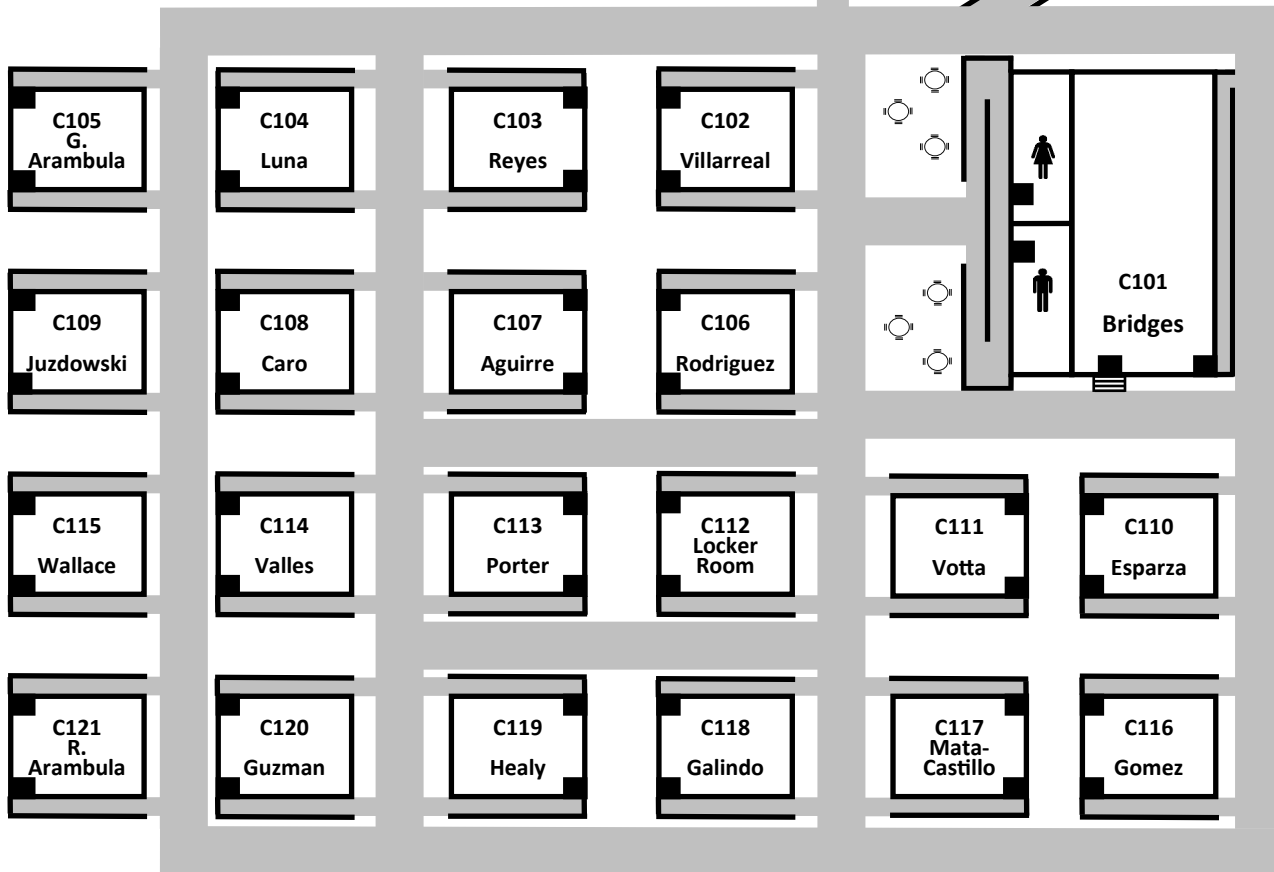 C105
G.
Arambula
C104
Luna
C103
Reyes
C102
Villarreal
C109
Juzdowski
C108
Caro
C107
Aguirre
C106
Rodriguez
C101
Bridges
C115
Wallace
C114
Valles
C113
Porter
C112
Locker
Room
C111
Votta
C110
Esparza
C121
R.
Arambula
C120
Guzman
C119
Healy
C118
Galindo
C117
Mata-
Castillo
C116
Gomez